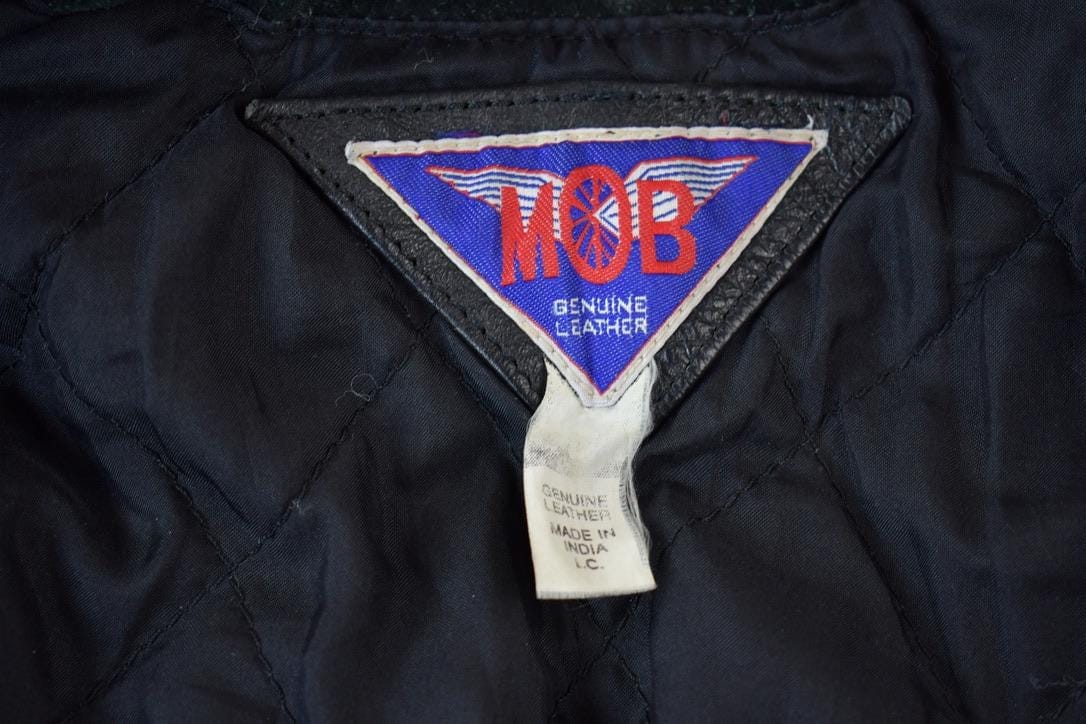 MOB
GENUINE
LEATHER
GENUINE
LEATHER
MADE IN
INDIA
L.C.